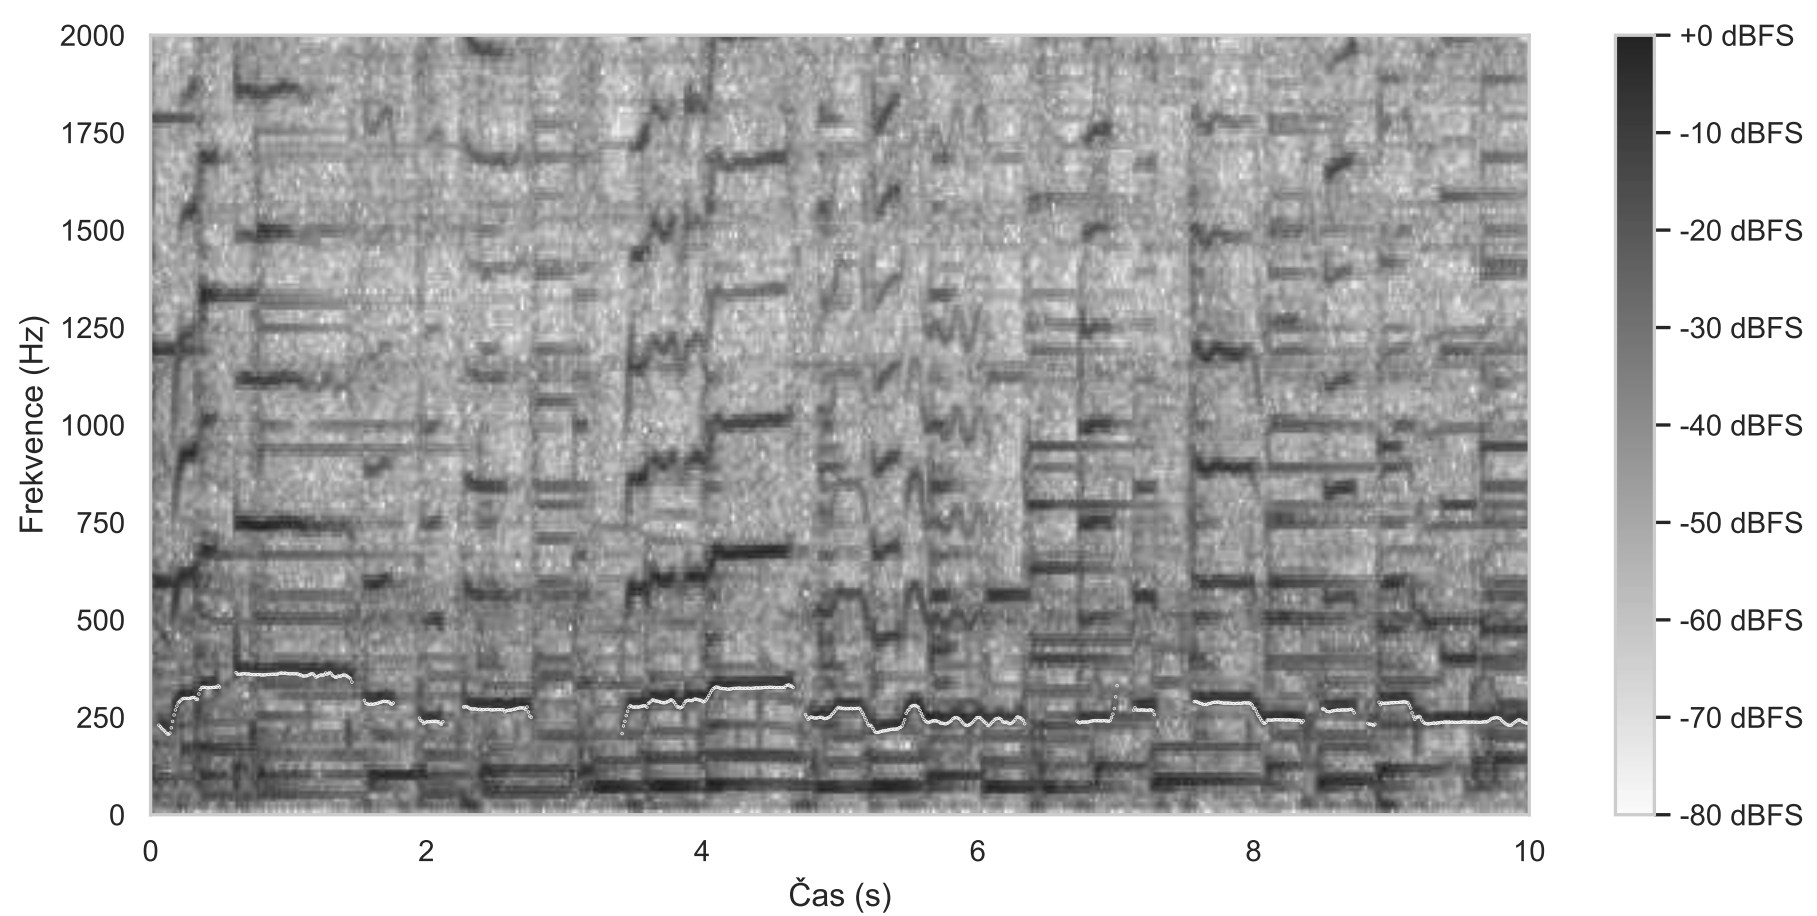 2000
1750
1500
1250
1000
750
500
250
0
Frekvence (Hz)
0
2
4
6
8
10
Čas (s)
+0 dBFS
-10 dBFS
-20 dBFS
-30 dBFS
-40 dBFS
-50 dBFS
-60 dBFS
-70 dBFS
-80 dBFS